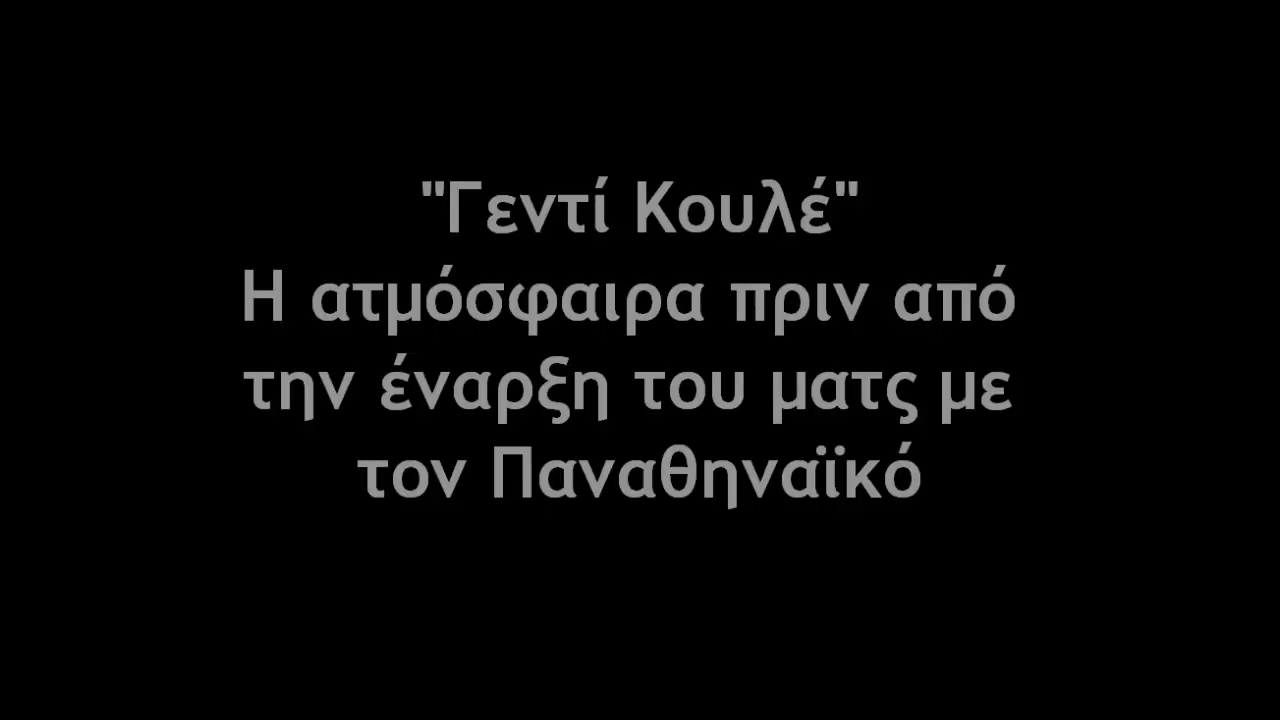 "Γεντί Κουλέ"
Η ατμόσφαιρα πριν από
την έναρξη του ματς με
τον Παναθηναϊκό